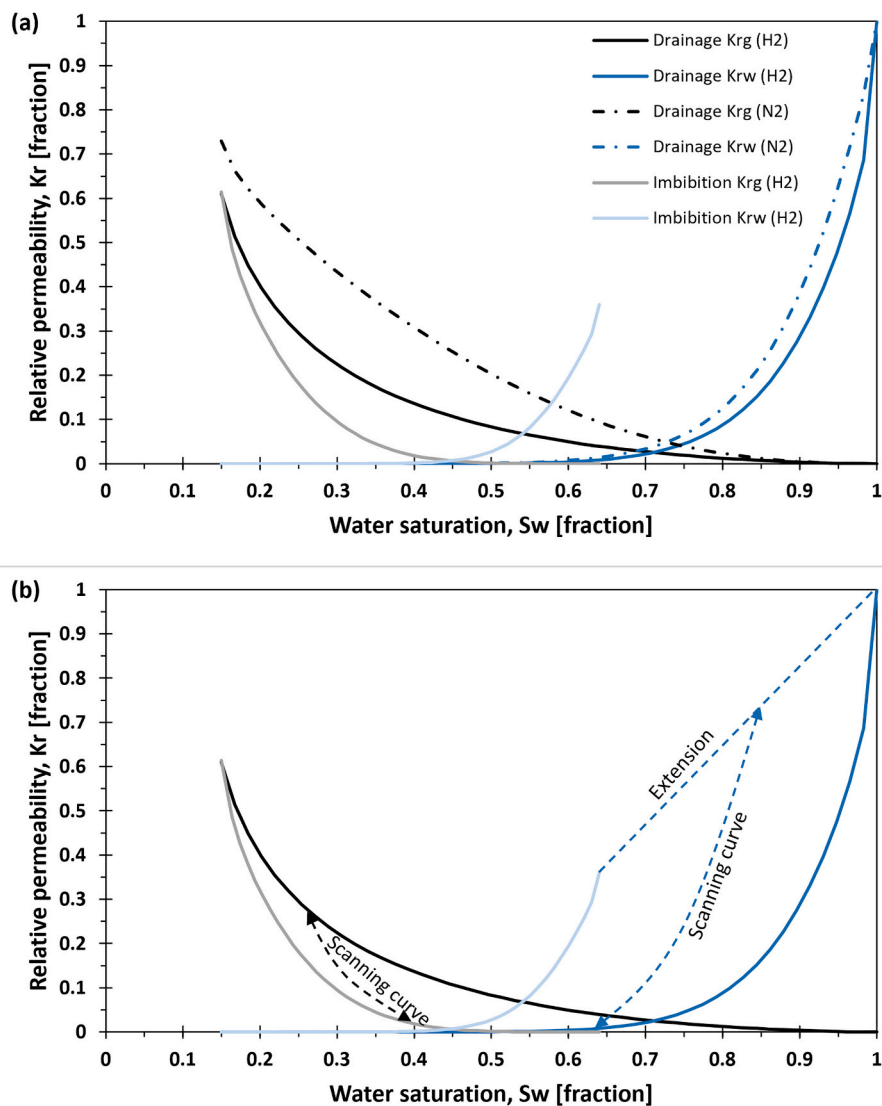 (a)
Relative permeability, Kr [fraction]
1
0.9
0.8
0.7
0.6
0.5
0.4
0.3
0.2
0.1
0
Drainage Krg (H2)
Drainage Krw (H2)
Drainage Krg (N2)
Drainage Krw (N2)
Imbibition Krg (H2)
Imbibition Krw (H2)
0 0.1 0.2 0.3 0.4 0.5 0.6 0.7 0.8 0.9 1
Water saturation, Sw [fraction]
(b)
Relative permeability, Kr [fraction]
1
0.9
0.8
0.7
0.6
0.5
0.4
0.3
0.2
0.1
0
Extension
Scanning curve
Scanning curve
0 0.1 0.2 0.3 0.4 0.5 0.6 0.7 0.8 0.9 1
Water saturation, Sw [fraction]